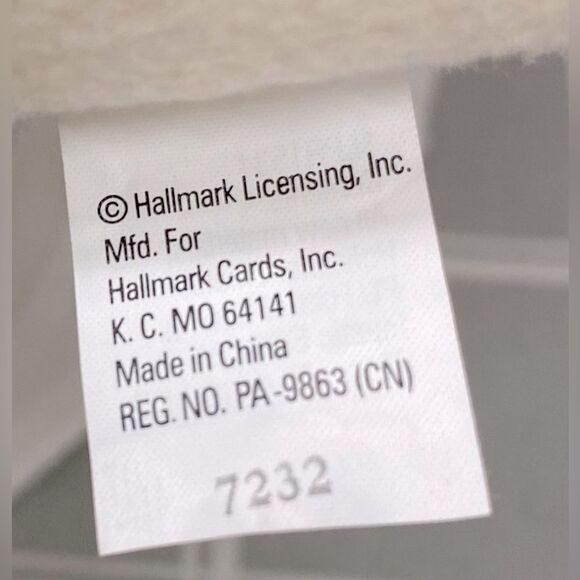 © Hallmark Licensing, Inc.
Mfd. For
Hallmark Cards, Inc.
K. C. MO 64141
Made in China
REG. NO. PA-9863 (CN)
7232